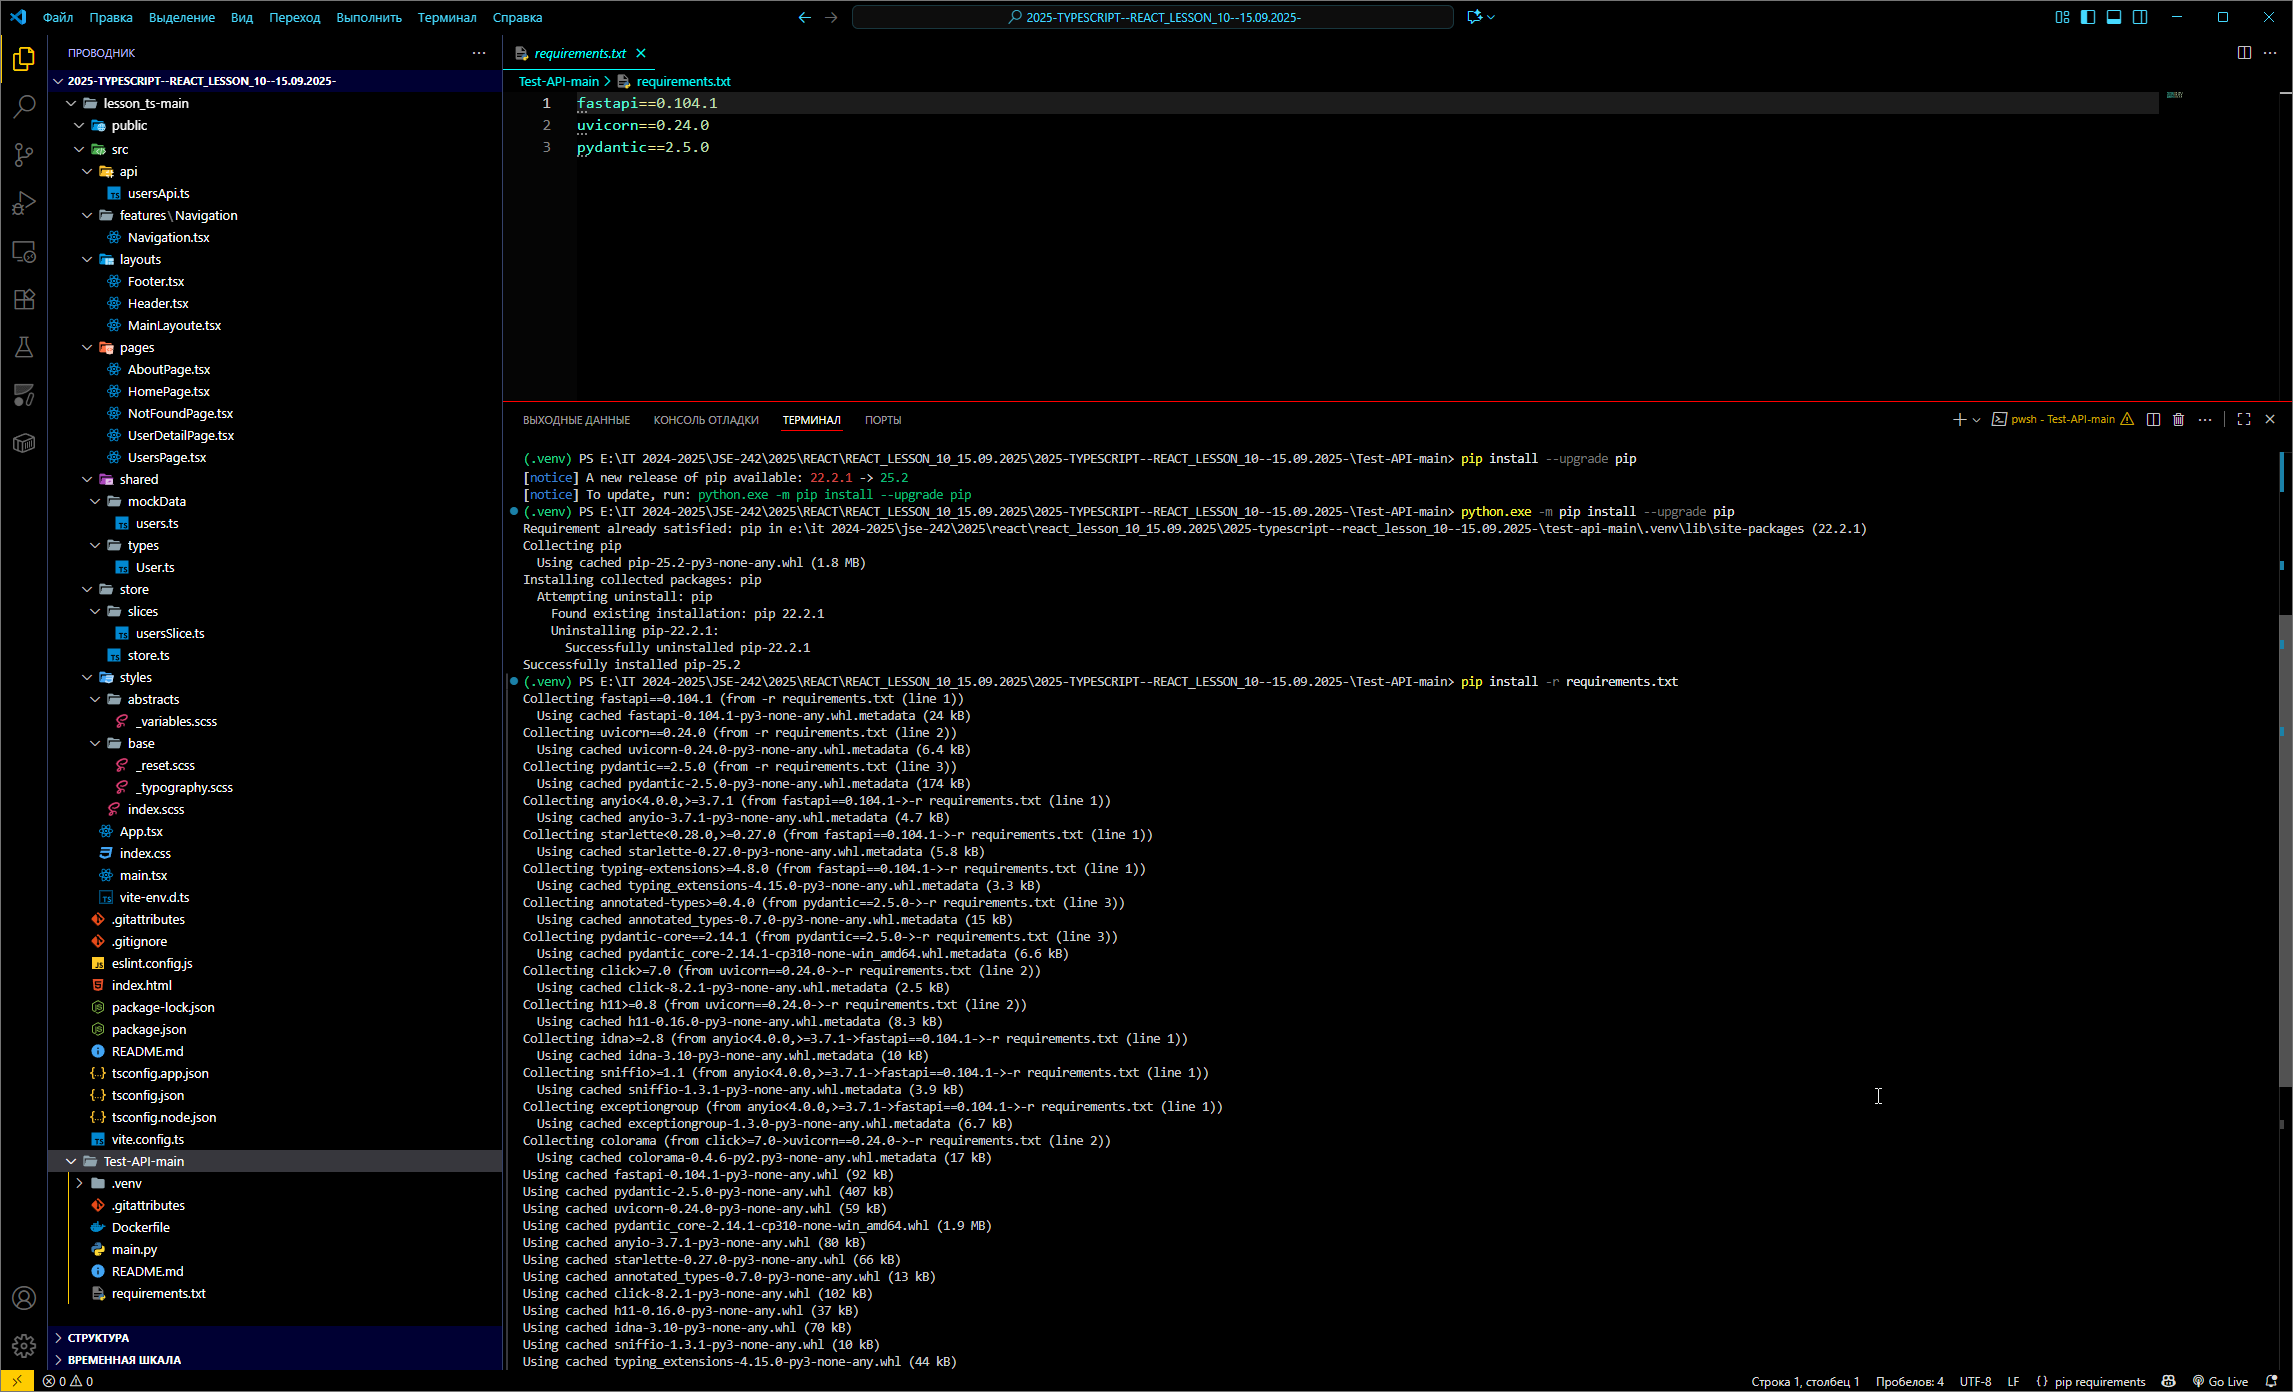 Файл Правка Выделение Вид Переход Выполнить Терминал Справка
2025-TYPESCRIPT--REACT_LESSON_10--15.09.2025-
ПРОВОДНИК
2025-TYPESCRIPT--REACT_LESSON_10--15.09.2025-
lesson_ts-main
public
src
api
usersApi.ts
features\Navigation
Navigation.tsx
layouts
Footer.tsx
Header.tsx
MainLayoute.tsx
pages
AboutPage.tsx
HomePage.tsx
NotFoundPage.tsx
UserDetailPage.tsx
UsersPage.tsx
shared
mockData
users.ts
types
User.ts
store
slices
usersSlice.ts
store.ts
styles
abstracts
_variables.scss
base
_reset.scss
_typography.scss
index.scss
App.tsx
index.css
main.tsx
vite-env.d.ts
.gitattributes
.gitignore
eslint.config.js
index.html
package-lock.json
package.json
README.md
tsconfig.app.json
tsconfig.json
tsconfig.node.json
vite.config.ts
Test-API-main
.venv
.gitattributes
Dockerfile
main.py
README.md
requirements.txt
СТРУКТУРА
ВРЕМЕННАЯ ШКАЛА
requirements.txt
Test-API-main > requirements.txt
1 fastapi==0.104.1
2 uvicorn==0.24.0
3 pydantic==2.5.0
ВЫХОДНЫЕ ДАННЫЕ КОНСОЛЬ ОТЛАДКИ ТЕРМИНАЛ ПОРТЫ
pwsh - Test-API-main
(.venv) PS E:\IT 2024-2025\JSE-242\2025\REACT\REACT_LESSON_10_15.09.2025\2025-TYPESCRIPT--REACT_LESSON_10--15.09.2025-\Test-API-main> pip install --upgrade pip
[notice] A new release of pip available: 22.2.1 -> 25.2
[notice] To update, run: python.exe -m pip install --upgrade pip
(.venv) PS E:\IT 2024-2025\JSE-242\2025\REACT\REACT_LESSON_10_15.09.2025\2025-TYPESCRIPT--REACT_LESSON_10--15.09.2025-\Test-API-main> python.exe -m pip install --upgrade pip
Requirement already satisfied: pip in e:\it 2024-2025\jse-242\2025\react\react_lesson_10_15.09.2025\2025-typescript--react_lesson_10--15.09.2025-\test-api-main\.venv\lib\site-packages (22.2.1)
Collecting pip
Using cached pip-25.2-py3-none-any.whl (1.8 MB)
Installing collected packages: pip
Attempting uninstall: pip
Found existing installation: pip 22.2.1
Uninstalling pip-22.2.1:
Successfully uninstalled pip-22.2.1
Successfully installed pip-25.2
(.venv) PS E:\IT 2024-2025\JSE-242\2025\REACT\REACT_LESSON_10_15.09.2025\2025-TYPESCRIPT--REACT_LESSON_10--15.09.2025-\Test-API-main> pip install -r requirements.txt
Collecting fastapi==0.104.1 (from -r requirements.txt (line 1))
Using cached fastapi-0.104.1-py3-none-any.whl.metadata (24 kB)
Collecting uvicorn==0.24.0 (from -r requirements.txt (line 2))
Using cached uvicorn-0.24.0-py3-none-any.whl.metadata (6.4 kB)
Collecting pydantic==2.5.0 (from -r requirements.txt (line 3))
Using cached pydantic-2.5.0-py3-none-any.whl.metadata (174 kB)
Collecting anyio<4.0.0,>=3.7.1 (from fastapi==0.104.1->-r requirements.txt (line 1))
Using cached anyio-3.7.1-py3-none-any.whl.metadata (4.7 kB)
Collecting starlette<0.28.0,>=0.27.0 (from fastapi==0.104.1->-r requirements.txt (line 1))
Using cached starlette-0.27.0-py3-none-any.whl.metadata (5.8 kB)
Collecting typing-extensions>=4.8.0 (from fastapi==0.104.1->-r requirements.txt (line 1))
Using cached typing_extensions-4.15.0-py3-none-any.whl.metadata (3.3 kB)
Collecting annotated-types>=0.4.0 (from pydantic==2.5.0->-r requirements.txt (line 3))
Using cached annotated_types-0.7.0-py3-none-any.whl.metadata (15 kB)
Collecting pydantic-core==2.14.1 (from pydantic==2.5.0->-r requirements.txt (line 3))
Using cached pydantic_core-2.14.1-cp310-none-win_amd64.whl.metadata (6.6 kB)
Collecting click>=7.0 (from uvicorn==0.24.0->-r requirements.txt (line 2))
Using cached click-8.2.1-py3-none-any.whl.metadata (2.5 kB)
Collecting h11>=0.8 (from uvicorn==0.24.0->-r requirements.txt (line 2))
Using cached h11-0.16.0-py3-none-any.whl.metadata (8.3 kB)
Collecting idna>=2.8 (from anyio<4.0.0,>=3.7.1->fastapi==0.104.1->-r requirements.txt (line 1))
Using cached idna-3.10-py3-none-any.whl.metadata (10 kB)
Collecting sniffio>=1.1 (from anyio<4.0.0,>=3.7.1->fastapi==0.104.1->-r requirements.txt (line 1))
Using cached sniffio-1.3.1-py3-none-any.whl.metadata (3.9 kB)
Collecting exceptiongroup (from anyio<4.0.0,>=3.7.1->fastapi==0.104.1->-r requirements.txt (line 1))
Using cached exceptiongroup-1.3.0-py3-none-any.whl.metadata (6.7 kB)
Collecting colorama (from click>=7.0->uvicorn==0.24.0->-r requirements.txt (line 2))
Using cached colorama-0.4.6-py2.py3-none-any.whl.metadata (17 kB)
Using cached fastapi-0.104.1-py3-none-any.whl (92 kB)
Using cached pydantic-2.5.0-py3-none-any.whl (407 kB)
Using cached uvicorn-0.24.0-py3-none-any.whl (59 kB)
Using cached pydantic_core-2.14.1-cp310-none-win_amd64.whl (1.9 MB)
Using cached anyio-3.7.1-py3-none-any.whl (80 kB)
Using cached starlette-0.27.0-py3-none-any.whl (66 kB)
Using cached annotated_types-0.7.0-py3-none-any.whl (13 kB)
Using cached click-8.2.1-py3-none-any.whl (102 kB)
Using cached h11-0.16.0-py3-none-any.whl (37 kB)
Using cached idna-3.10-py3-none-any.whl (70 kB)
Using cached sniffio-1.3.1-py3-none-any.whl (10 kB)
Using cached typing_extensions-4.15.0-py3-none-any.whl (44 kB)
0 0 Строка 1, столбец 1 Пробелов: 4 UTF-8 LF {} pip requirements Go Live